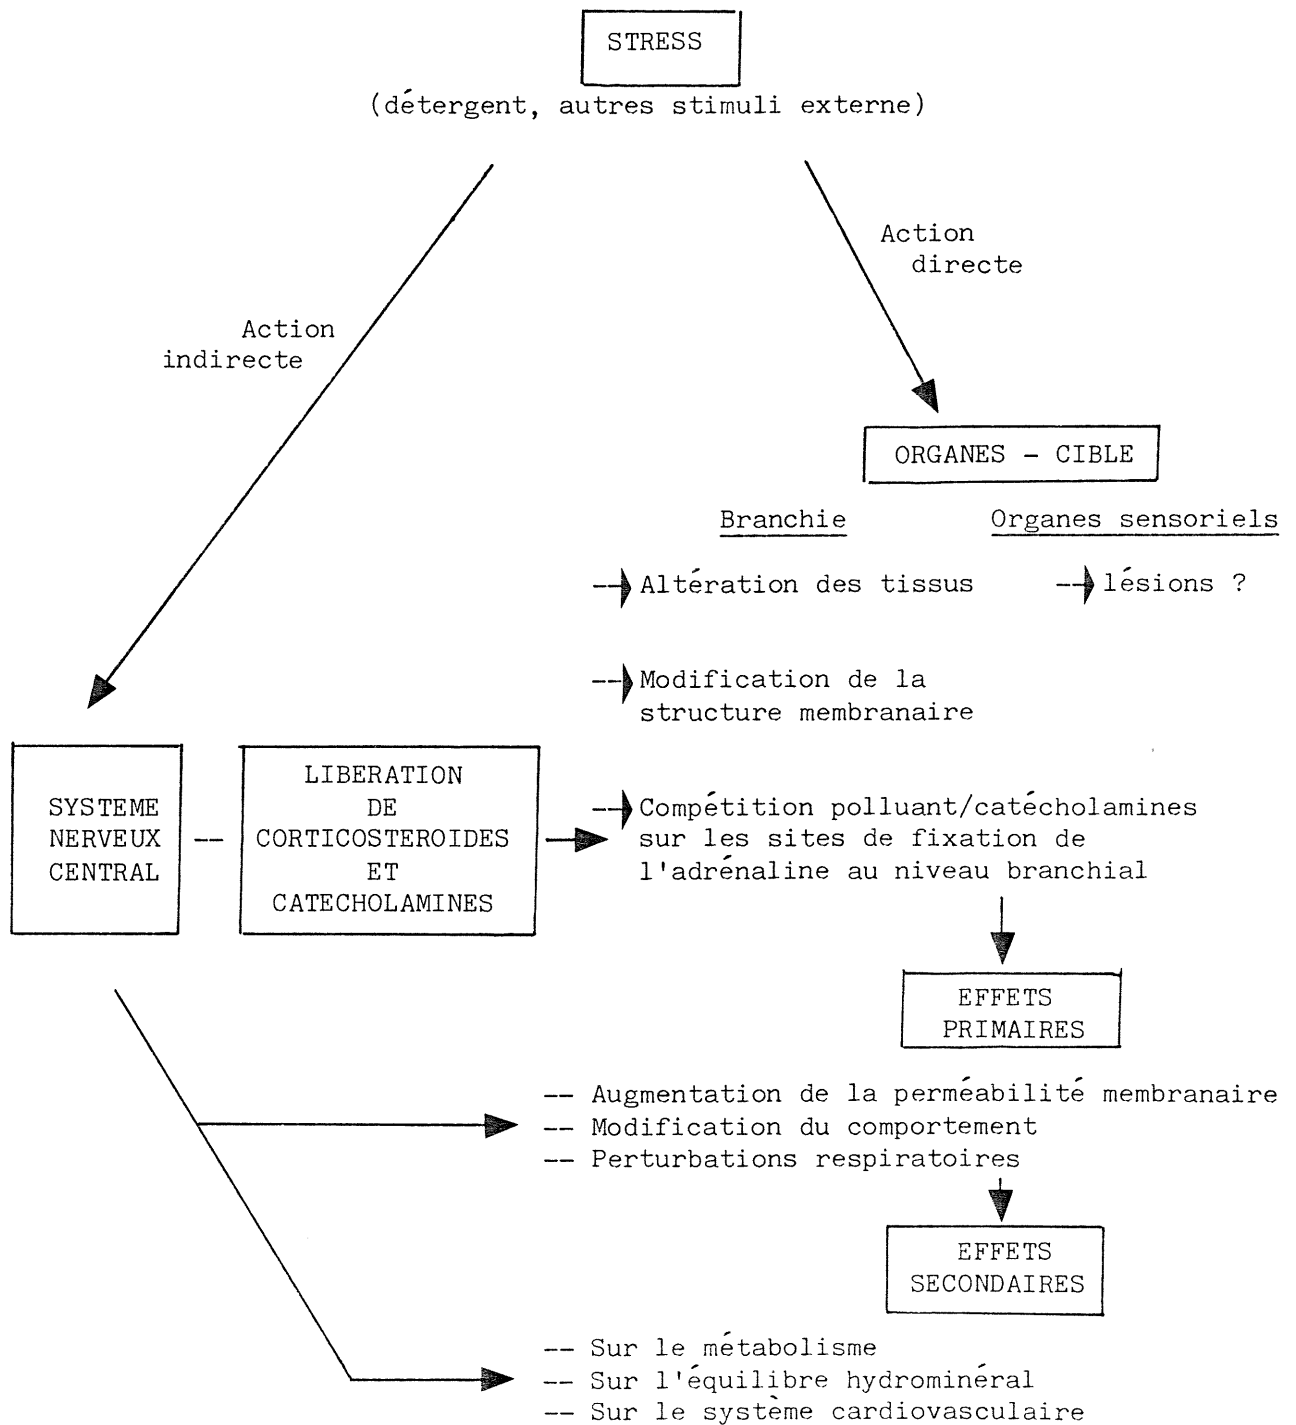 STRESS
(détergent, autres stimuli externe)
Action
directe
Action
indirecte
ORGANES - CIBLE
Branchie
Organes sensoriels
Altération des tissus
lésions ?
Modification de la
structure membranaire
SYSTEME
NERVEUX
CENTRAL
--
LIBERATION
DE
CORTICOSTEROIDES
ET
CATECHOLAMINES
Compétition polluant/catécholamines
sur les sites de fixation de
l'adrénaline au niveau branchial
EFFETS
PRIMAIRES
-- Augmentation de la perméabilité membranaire
-- Modification du comportement
-- Perturbations respiratoires
EFFETS
SECONDAIRES
-- Sur le métabolisme
-- Sur l'équilibre hydrominéral
-- Sur le système cardiovasculaire